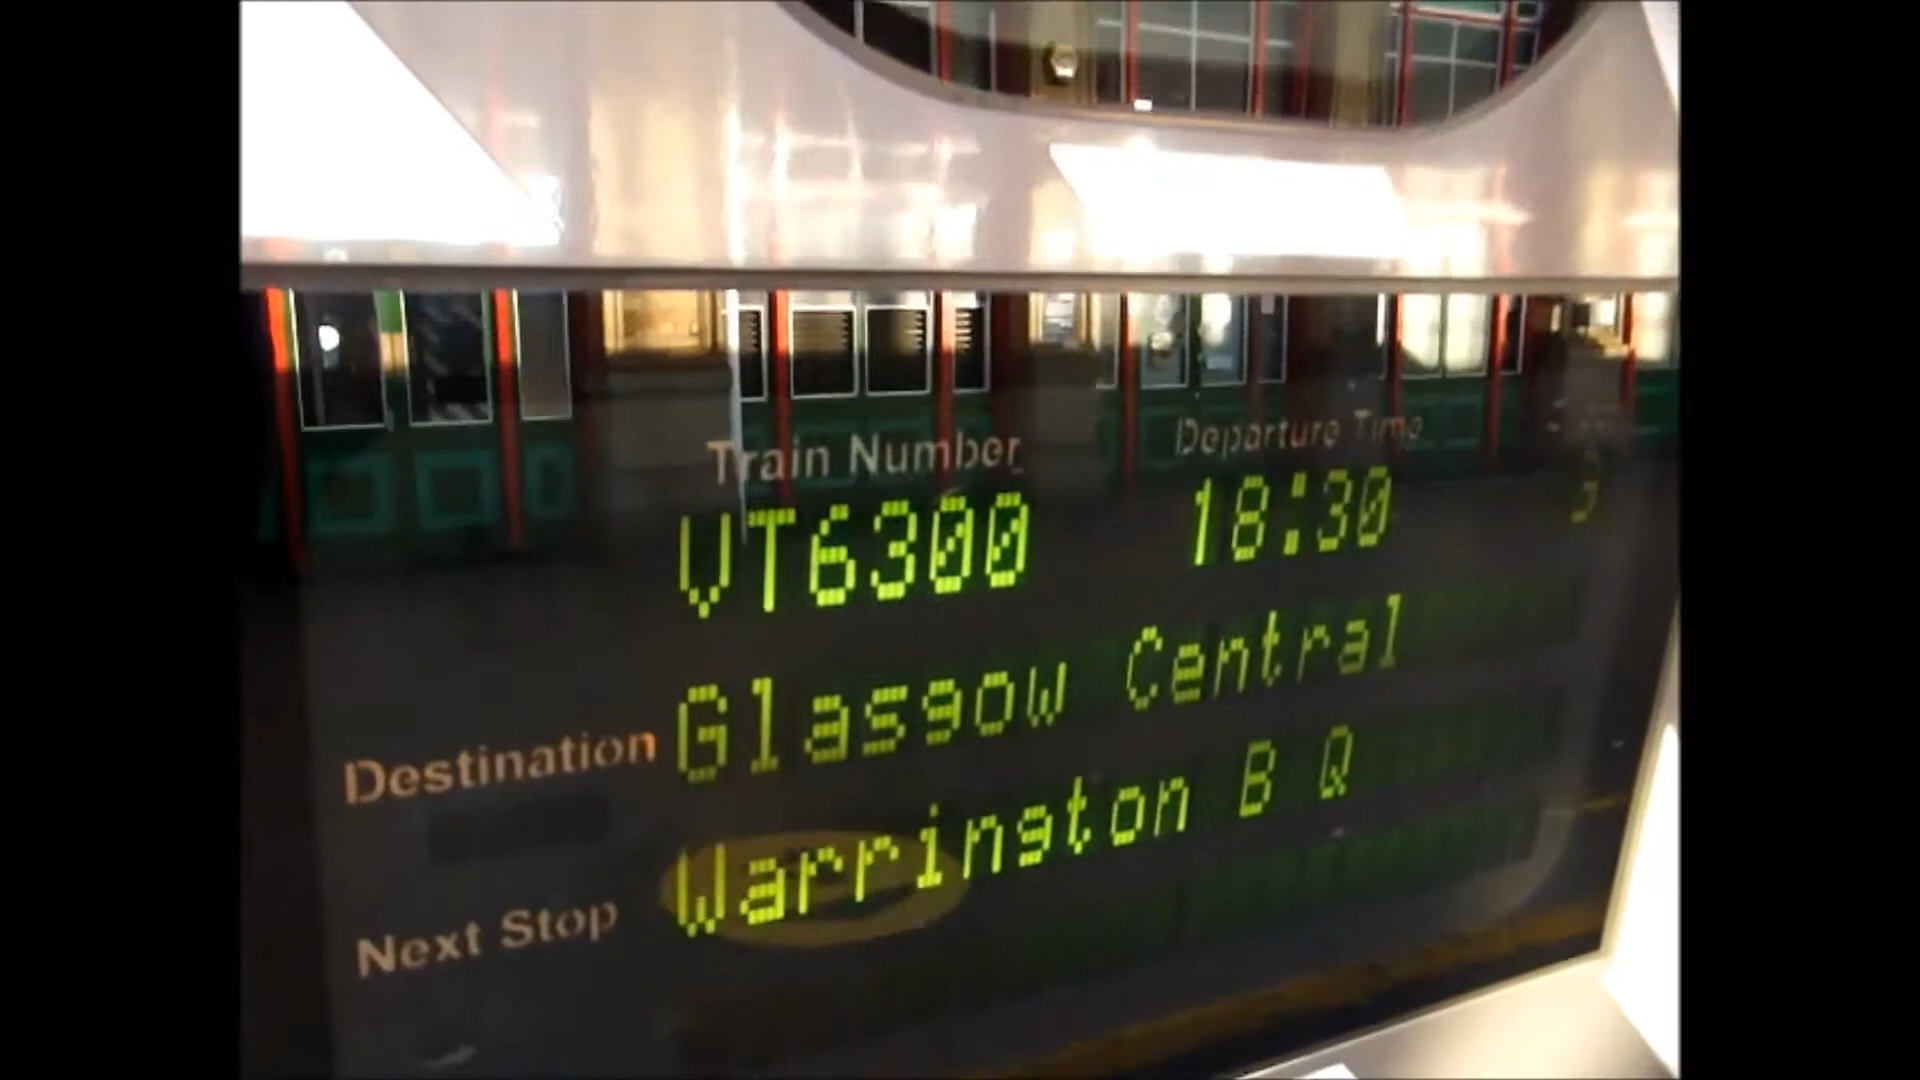 Train Number Departure Time
VT6300 18:30
Destination Glasgow Central
Next Stop Warrington B Q